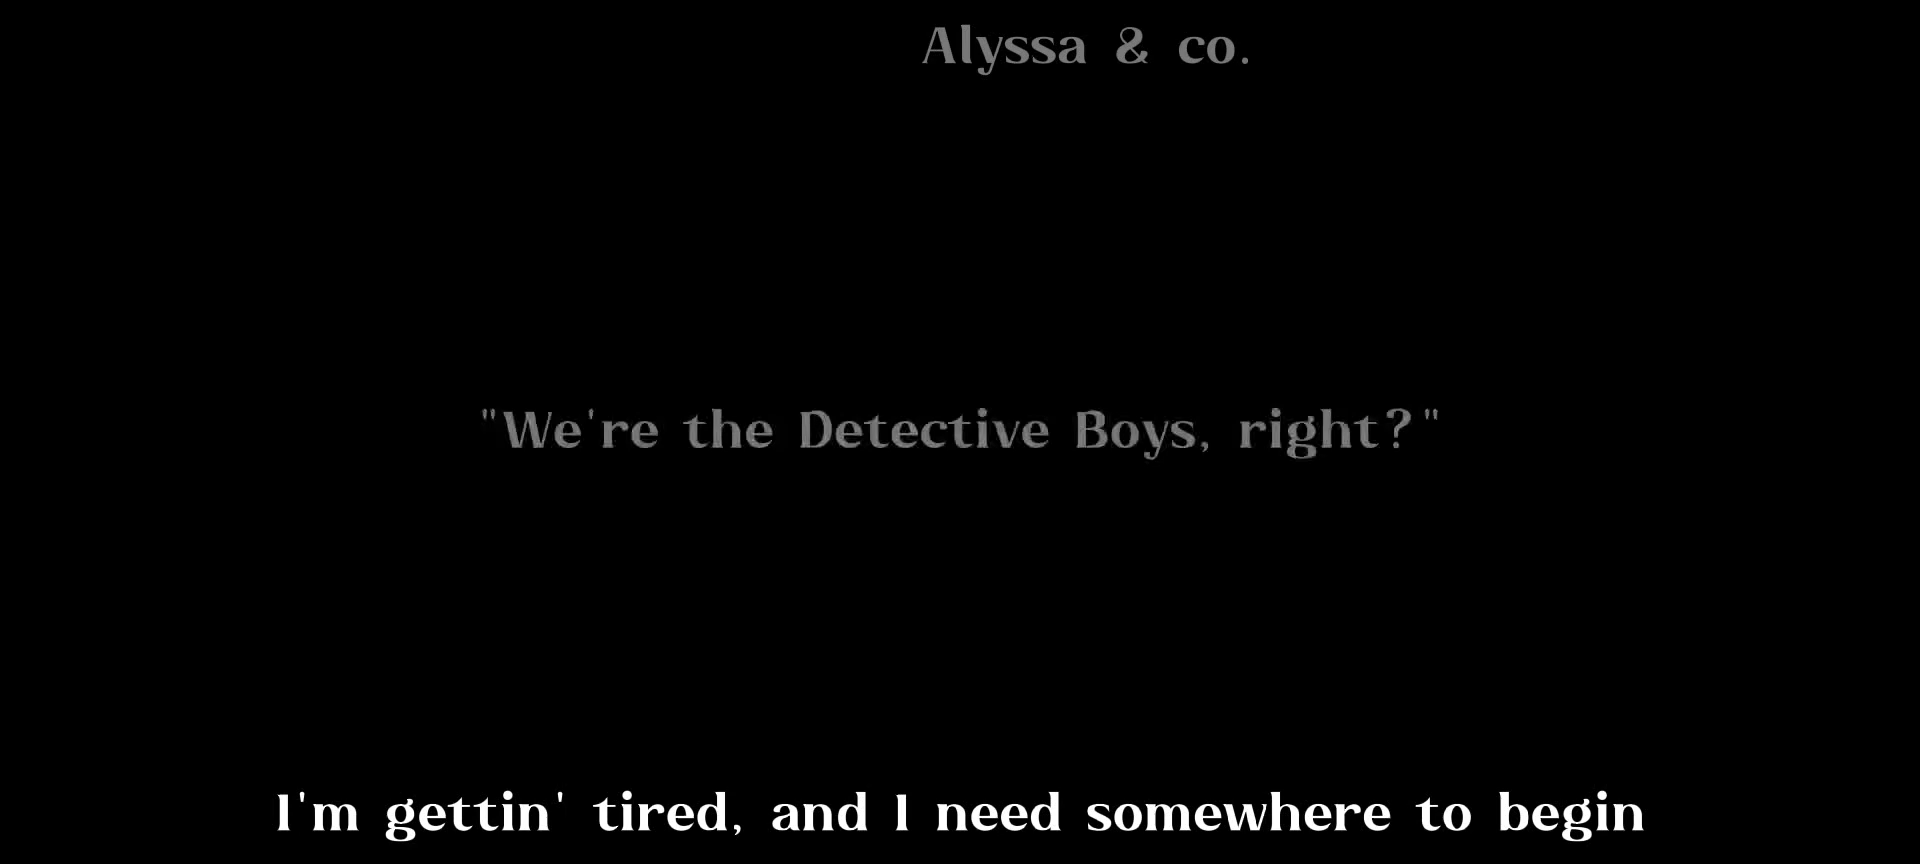 Alyssa & co.
"We're the Detective Boys, right?"
I'm gettin' tired, and I need somewhere to begin